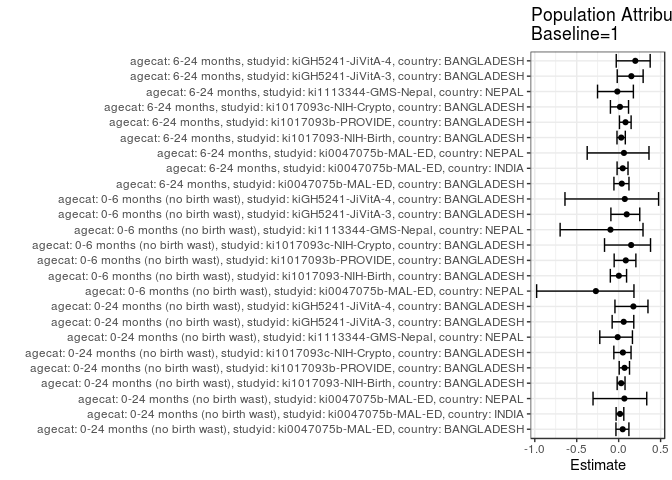 Population Attribu
Baseline=1
agecat: 6-24 months, studyid: kiGH5241-JiVitA-4, country: BANGLADESH
agecat: 6-24 months, studyid: kiGH5241-JiVitA-3, country: BANGLADESH
agecat: 6-24 months, studyid: ki1113344-GMS-Nepal, country: NEPAL
agecat: 6-24 months, studyid: ki1017093c-NIH-Crypto, country: BANGLADESH
agecat: 6-24 months, studyid: ki1017093b-PROVIDE, country: BANGLADESH
agecat: 6-24 months, studyid: ki1017093-NIH-Birth, country: BANGLADESH
agecat: 6-24 months, studyid: ki0047075b-MAL-ED, country: NEPAL
agecat: 6-24 months, studyid: ki0047075b-MAL-ED, country: INDIA
agecat: 6-24 months, studyid: ki0047075b-MAL-ED, country: BANGLADESH
agecat: 0-6 months (no birth wast), studyid: kiGH5241-JiVitA-4, country: BANGLADESH
agecat: 0-6 months (no birth wast), studyid: kiGH5241-JiVitA-3, country: BANGLADESH
agecat: 0-6 months (no birth wast), studyid: ki1113344-GMS-Nepal, country: NEPAL
agecat: 0-6 months (no birth wast), studyid: ki1017093c-NIH-Crypto, country: BANGLADESH
agecat: 0-6 months (no birth wast), studyid: ki1017093b-PROVIDE, country: BANGLADESH
agecat: 0-6 months (no birth wast), studyid: ki1017093-NIH-Birth, country: BANGLADESH
agecat: 0-6 months (no birth wast), studyid: ki0047075b-MAL-ED, country: NEPAL
agecat: 0-24 months (no birth wast), studyid: kiGH5241-JiVitA-4, country: BANGLADESH
agecat: 0-24 months (no birth wast), studyid: kiGH5241-JiVitA-3, country: BANGLADESH
agecat: 0-24 months (no birth wast), studyid: ki1113344-GMS-Nepal, country: NEPAL
agecat: 0-24 months (no birth wast), studyid: ki1017093c-NIH-Crypto, country: BANGLADESH
agecat: 0-24 months (no birth wast), studyid: ki1017093b-PROVIDE, country: BANGLADESH
agecat: 0-24 months (no birth wast), studyid: ki1017093-NIH-Birth, country: BANGLADESH
agecat: 0-24 months (no birth wast), studyid: ki0047075b-MAL-ED, country: NEPAL
agecat: 0-24 months (no birth wast), studyid: ki0047075b-MAL-ED, country: INDIA
agecat: 0-24 months (no birth wast), studyid: ki0047075b-MAL-ED, country: BANGLADESH
-1.0 -0.5 0.0 0.5
Estimate